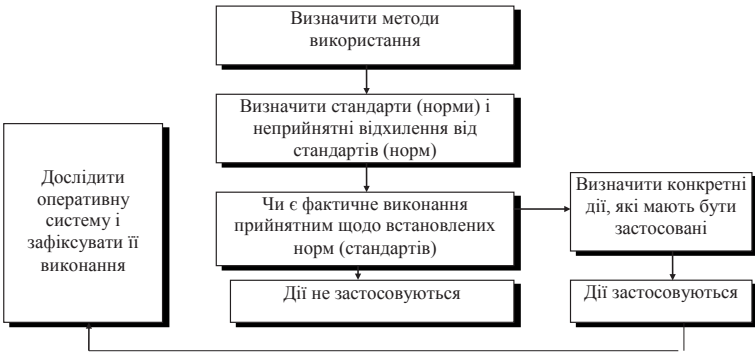 Визначити методи
використання
Визначити стандарти (норми) і
неприйнятні відхилення від
стандартів (норм)
Дослідити
оперативну
систему і
зафіксувати її
виконання
Чи є фактичне виконання
прийнятним щодо встановлених
норм (стандартів)
Визначити конкретні
дії, які мають бути
застосовані
Дії не застосовуються
Дії застосовуються